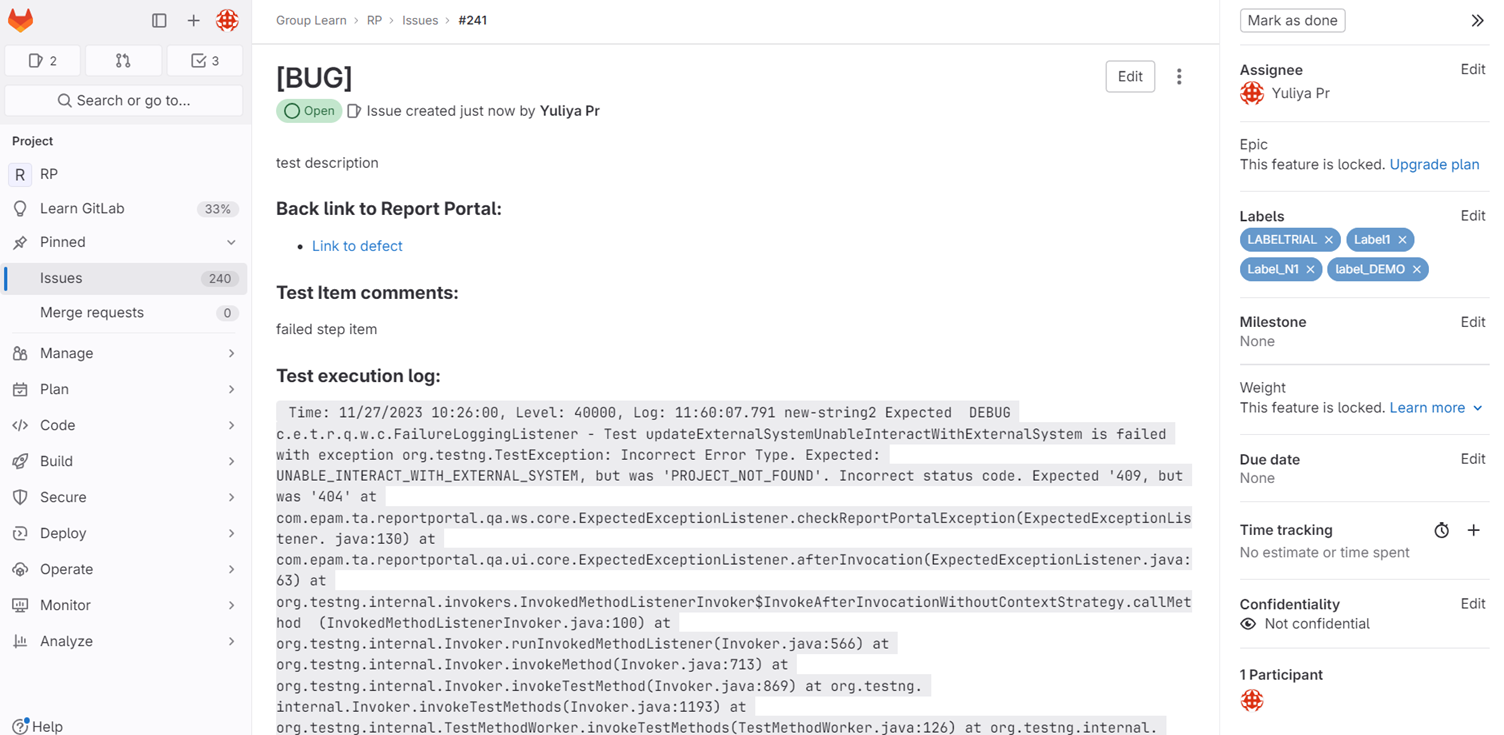 2
3
Search or go to...
Project
R RP
Learn GitLab 33%
Pinned
Issues 240
Merge requests 0
Manage
Plan
Code
Build
Secure
Deploy
Operate
Monitor
Analyze
Help
Group Learn › RP › Issues › #241
[BUG]
Edit
Open Issue created just now by Yuliya Pr
test description
Back link to Report Portal:
• Link to defect
Test Item comments:
failed step item
Test execution log:
Time: 11/27/2023 10:26:00, Level: 40000, Log: 11:60:07.791 new-string2 Expected  DEBUG
c.e.t.r.q.w.c.FailureLoggingListener - Test updateExternalSystemUnableInteractWithExternalSystem is failed
with exception org.testng.TestException: Incorrect Error Type. Expected:
UNABLE_INTERACT_WITH_EXTERNAL_SYSTEM, but was 'PROJECT_NOT_FOUND'. Incorrect status code. Expected '409, but
was '404' at
com.epam.ta.reportportal.qa.ws.core.ExpectedExceptionListener.checkReportPortalException(ExpectedExceptionLis
tener. java:130) at
com.epam.ta.reportportal.qa.ui.core.ExpectedExceptionListener.afterInvocation(ExpectedExceptionListener.java:
63) at
org.testng.internal.invokers.InvokedMethodListenerInvoker$InvokeAfterInvocationWithoutContextStrategy.callMet
hod  (InvokedMethodListenerInvoker.java:100) at
org.testng.internal.Invoker.runInvokedMethodListener(Invoker.java:566) at
org.testng.internal.Invoker.invokeMethod(Invoker.java:713) at
org.testng.internal.Invoker.invokeTestMethod(Invoker.java:869) at org.testng.
internal.Invoker.invokeTestMethods(Invoker.java:1193) at
org.testng.internal.TestMethodWorker.invokeTestMethods(TestMethodWorker.java:126) at org.testng.internal.
Mark as done
Assignee Edit
Yuliya Pr
Epic
This feature is locked. Upgrade plan
Labels Edit
LABELTRIAL × Label1 ×
Label_N1 × label_DEMO ×
Milestone Edit
None
Weight
This feature is locked. Learn more
Due date Edit
None
Time tracking
No estimate or time spent
Confidentiality Edit
Not confidential
1 Participant